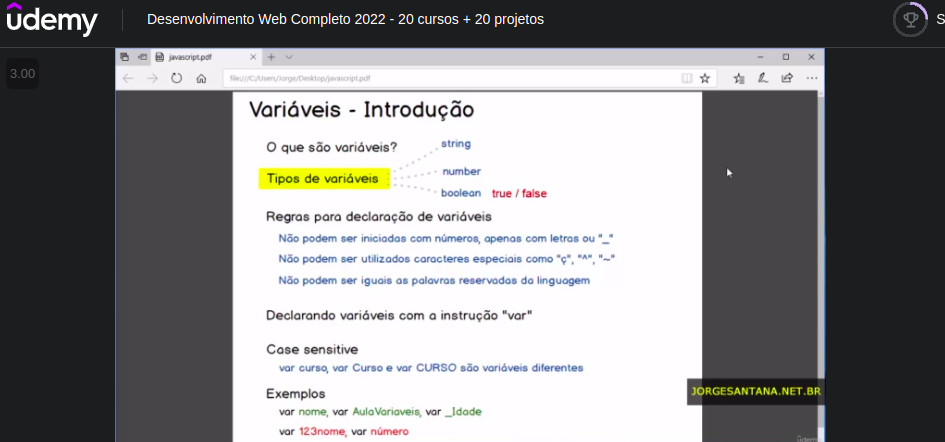 udemy
Desenvolvimento Web Completo 2022 - 20 cursos + 20 projetos
S
3.00
javascript.pdf
file:///C:/Users/Jorge/Desktop/javascript.pdf
Variáveis - Introdução
O que são variáveis?
string
Tipos de variáveis
number
boolean true / false
Regras para declaração de variáveis
Não podem ser iniciadas com números, apenas com letras ou "_"
Não podem ser utilizados caracteres especiais como "ç", "^", "~"
Não podem ser iguais as palavras reservadas da linguagem
Declarando variáveis com a instrução "var"
Case sensitive
var curso, var Curso e var CURSO são variáveis diferentes
Exemplos
var nome, var AulaVariaveis, var _Idade
var 123nome, var número
JORGESANTANA.NET.BR
Udemy